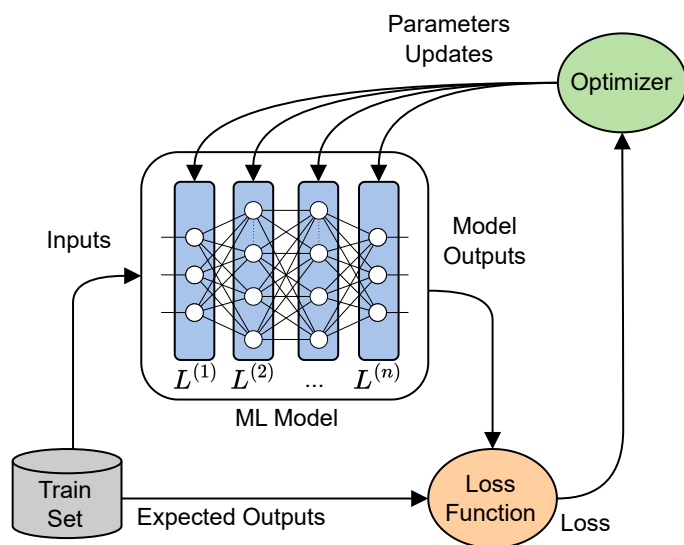 Parameters
Updates
Optimizer
Inputs
Model
Outputs
L^{(1)} L^{(2)} ... L^{(n)}
ML Model
Train
Set
Expected Outputs
Loss
Function
Loss